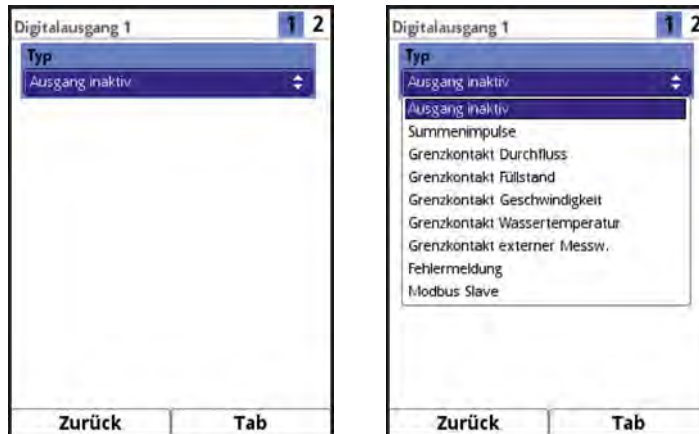 Digitalausgang 1 1 2
Typ
Ausgang inaktiv
Zurück Tab
Digitalausgang 1 1 2
Typ
Ausgang inaktiv
Ausgang inaktiv
Summenimpulse
Grenzkontakt Durchfluss
Grenzkontakt Füllstand
Grenzkontakt Geschwindigkeit
Grenzkontakt Wassertemperatur
Grenzkontakt externer Messw.
Fehlermeldung
Modbus Slave
Zurück Tab